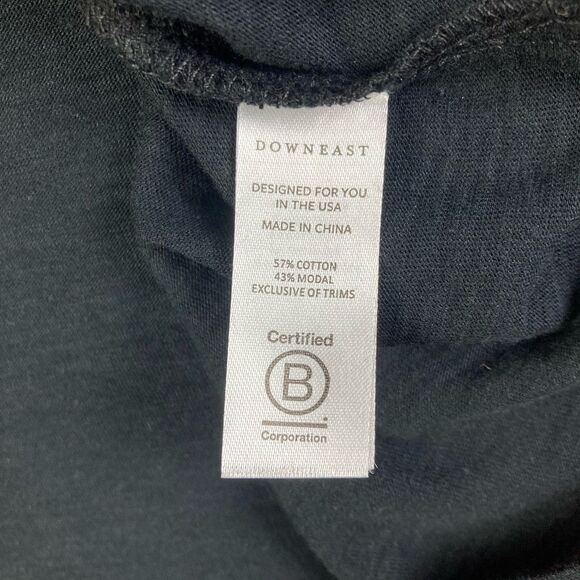 DOWNEAST
DESIGNED FOR YOU
IN THE USA
MADE IN CHINA
57% COTTON
43% MODAL
EXCLUSIVE OF TRIMS
Certified
B
Corporation